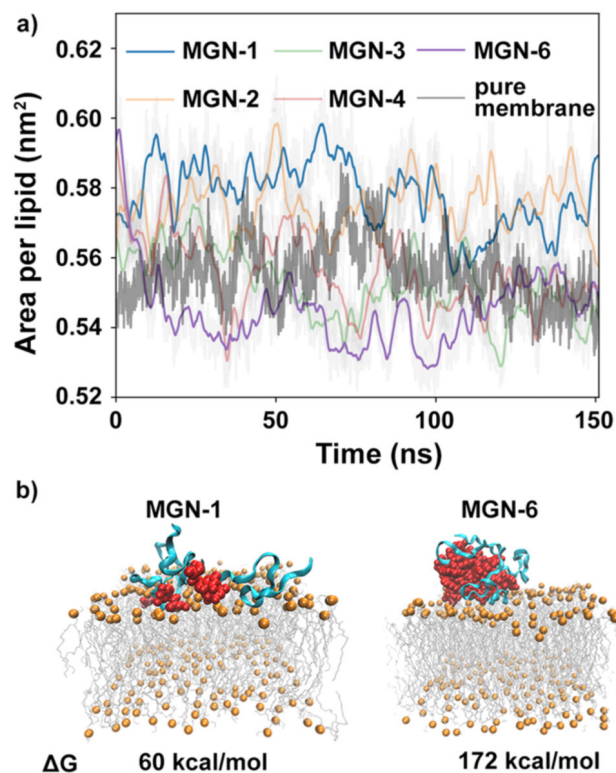 a)
MGN-1 MGN-3 MGN-6
MGN-2 MGN-4 pure
membrane
Area per lipid (nm²)
0.62
0.60
0.58
0.56
0.54
0.52
0 50 100 150
Time (ns)
b)
MGN-1 MGN-6
ΔG 60 kcal/mol 172 kcal/mol